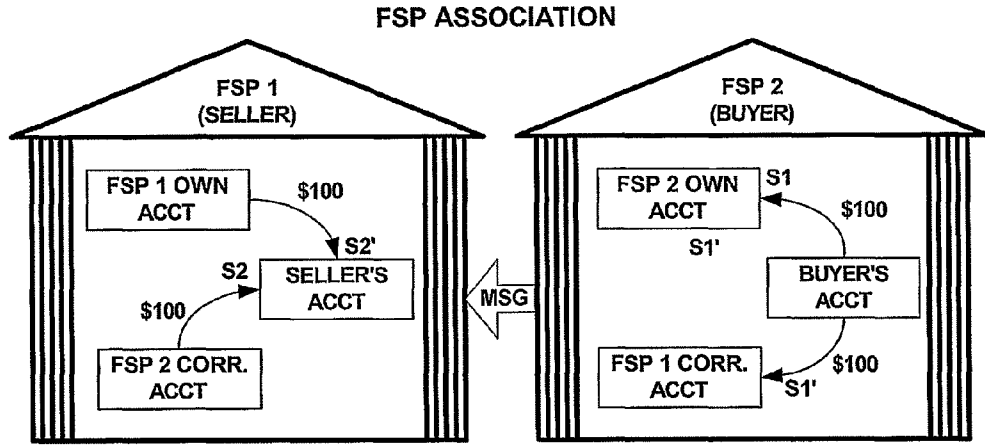 FSP ASSOCIATION
FSP 1
(SELLER)
FSP 1 OWN
ACCT
$100
S2'
S2
SELLER'S
ACCT
$100
FSP 2 CORR.
ACCT
MSG
FSP 2
(BUYER)
FSP 2 OWN
ACCT
S1
$100
S1'
BUYER'S
ACCT
FSP 1 CORR.
ACCT
$100
S1'